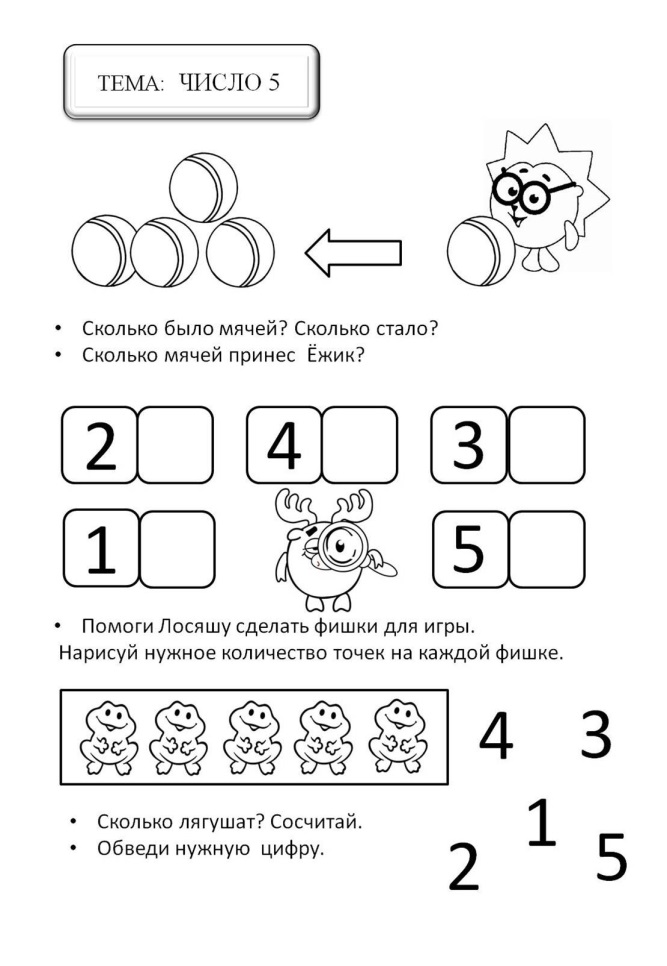 ТЕМА: ЧИСЛО 5
• Сколько было мячей? Сколько стало?
• Сколько мячей принес Ёжик?
2 4 3
1 5
• Помоги Лосяшу сделать фишки для игры.
Нарисуй нужное количество точек на каждой фишке.
4 3
• Сколько лягушат? Сосчитай.
• Обведи нужную цифру.
1
2 5